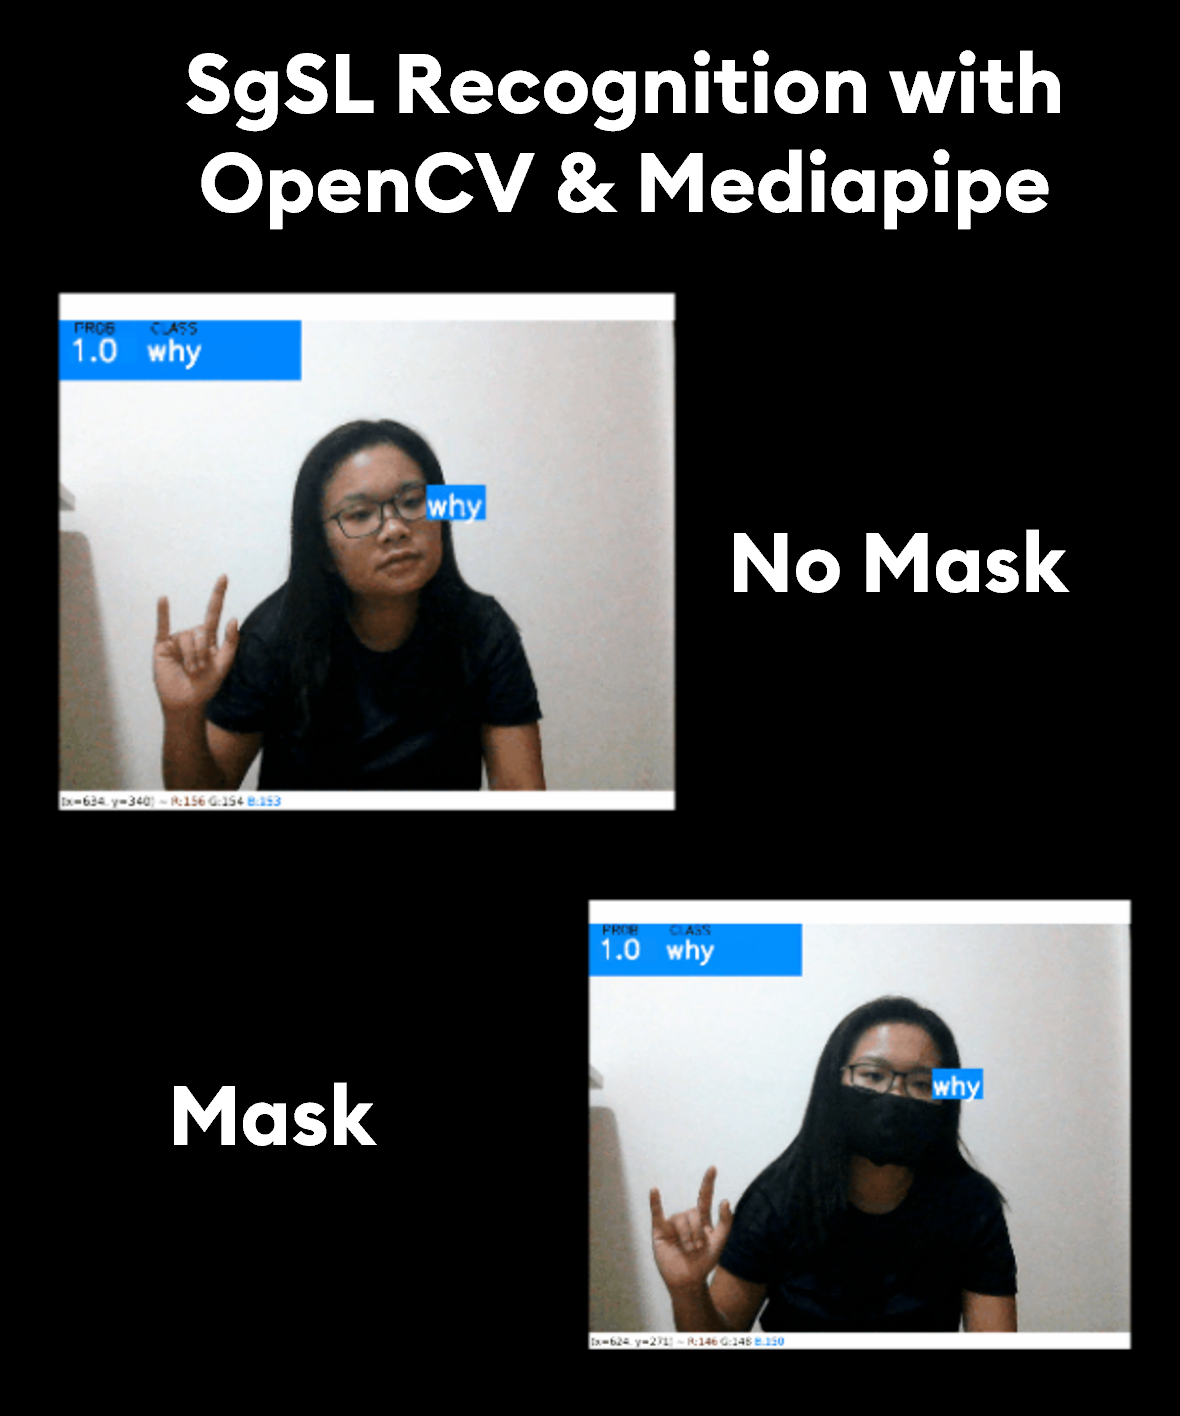 SgSL Recognition with
OpenCV & Mediapipe
PROB CLASS
1.0 why
why
No Mask
(x=634, y=340) ~ R:156 G:154 B:153
PROB CLASS
1.0 why
why
Mask
(x=624, y=271) ~ R:146 G:148 B:150